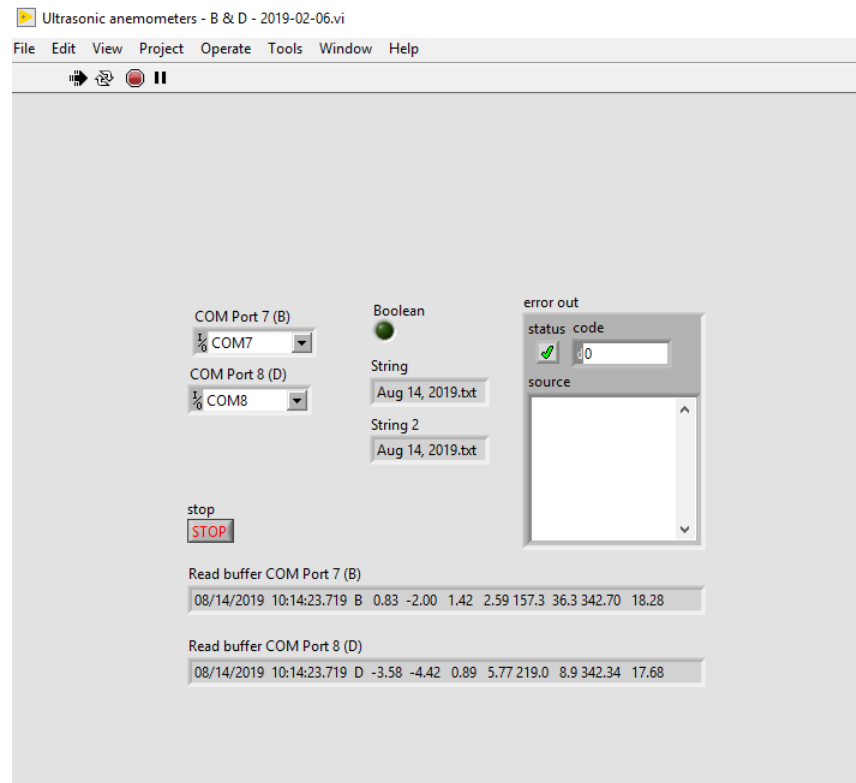 Ultrasonic anemometers - B & D - 2019-02-06.vi
File Edit View Project Operate Tools Window Help
COM Port 7 (B)
COM7
COM Port 8 (D)
COM8
stop
STOP
Boolean
String
Aug 14, 2019.txt
String 2
Aug 14, 2019.txt
error out
status code
d0
source
Read buffer COM Port 7 (B)
08/14/2019 10:14:23.719 B 0.83 -2.00 1.42 2.59 157.3 36.3 342.70 18.28
Read buffer COM Port 8 (D)
08/14/2019 10:14:23.719 D -3.58 -4.42 0.89 5.77 219.0 8.9 342.34 17.68